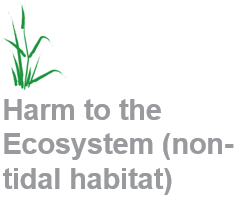 Harm to the
Ecosystem (non-
tidal habitat)